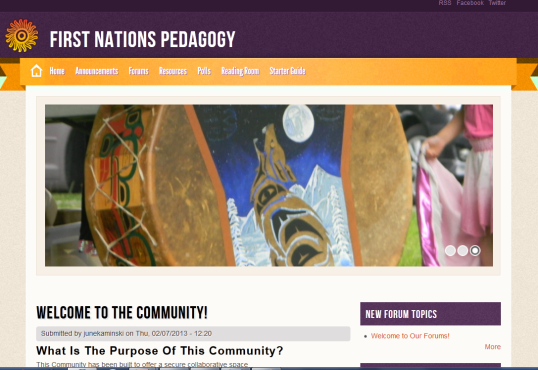 RSS Facebook Twitter
FIRST NATIONS PEDAGOGY
Home Announcements Forums Resources Polls Reading Room Starter Guide
WELCOME TO THE COMMUNITY!
Submitted by junekaminski on Thu, 02/07/2013 - 12:20
What Is The Purpose Of This Community?
This Community has been built to offer a secure collaborative space
NEW FORUM TOPICS
Welcome to Our Forums!
More